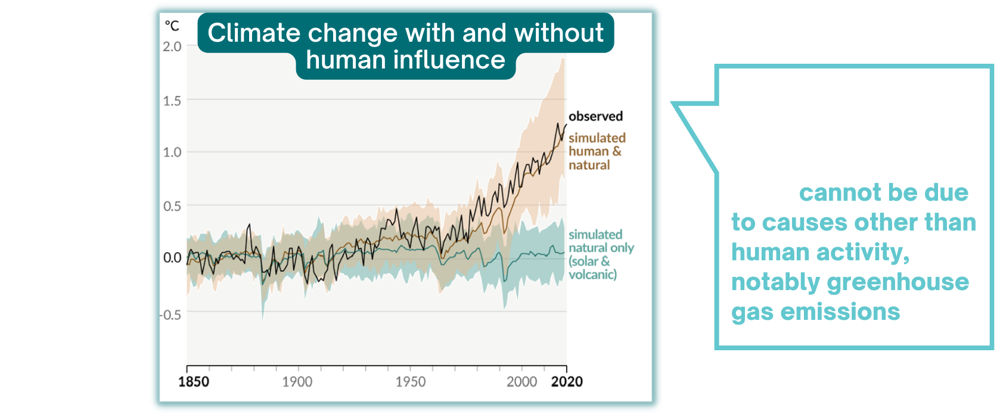 Climate change with and without
human influence
°C
2.0
1.5
1.0
0.5
0.0
-0.5
observed
simulated
human &
natural
simulated
natural only
(solar &
volcanic)
1850
1900
1950
2000
2020
cannot be due
to causes other than
human activity,
notably greenhouse
gas emissions